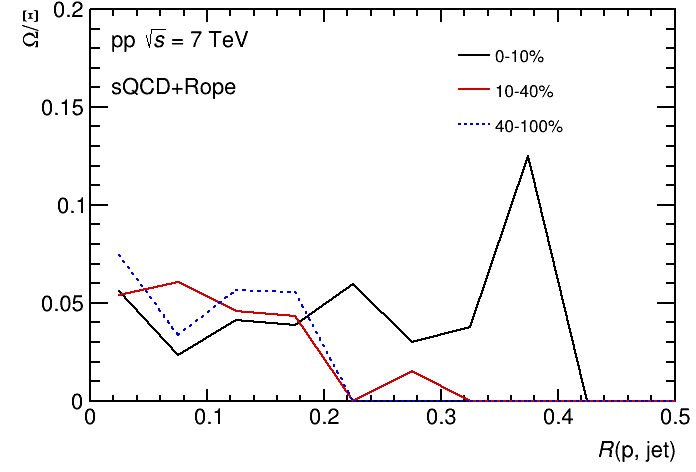 Ω/Ξ
0.2
0.15
0.1
0.05
0
pp √s = 7 TeV
sQCD+Rope
0-10%
10-40%
40-100%
0 0.1 0.2 0.3 0.4 0.5
R(p, jet)